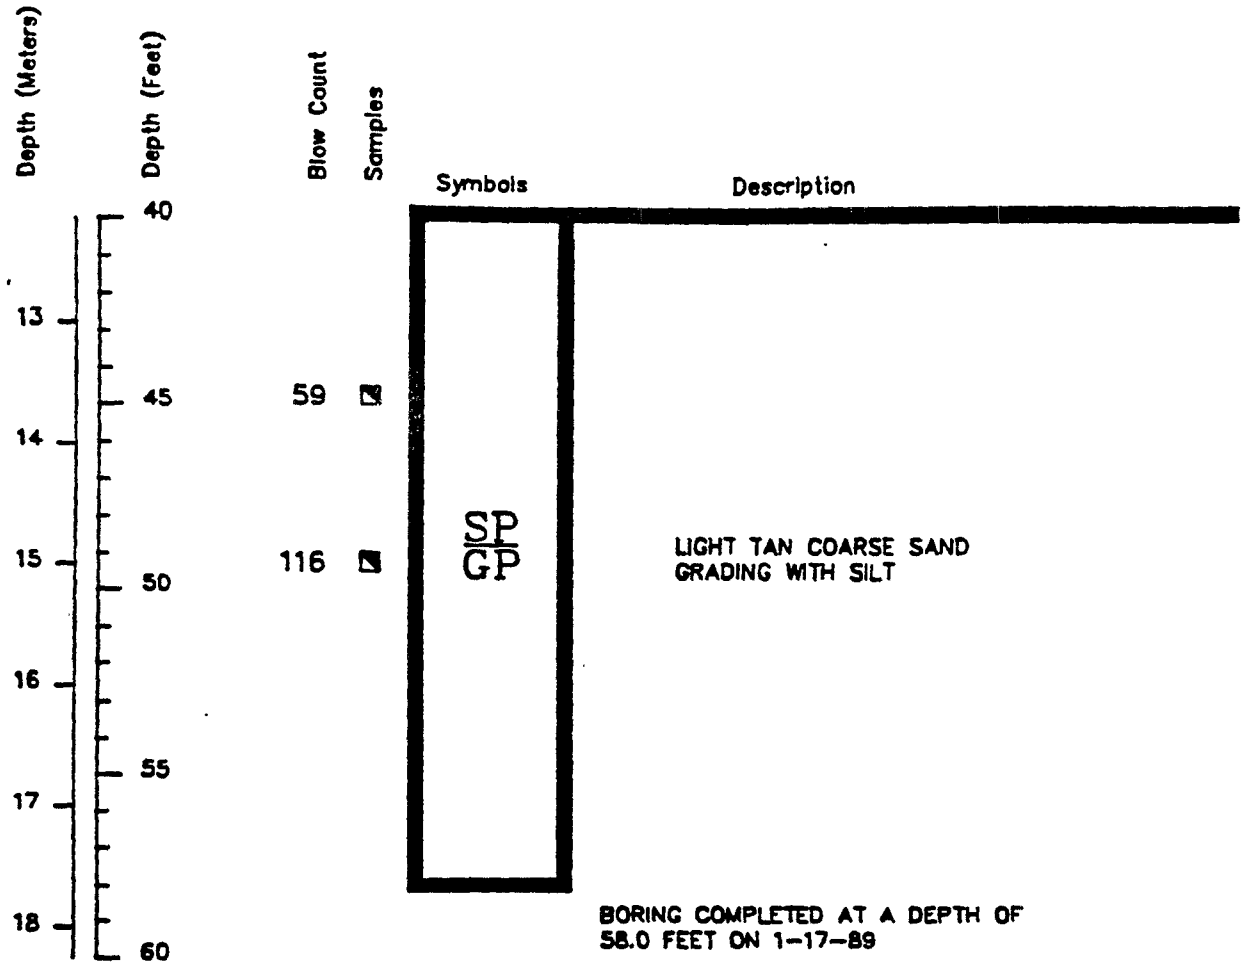 Depth (Meters)
Depth (Feet)
Blow Count
Samples
Symbols
Description
40
13
59
45
14
SP
GP
116
15
50
LIGHT TAN COARSE SAND
GRADING WITH SILT
16
55
17
18
60
BORING COMPLETED AT A DEPTH OF
58.0 FEET ON 1-17-89